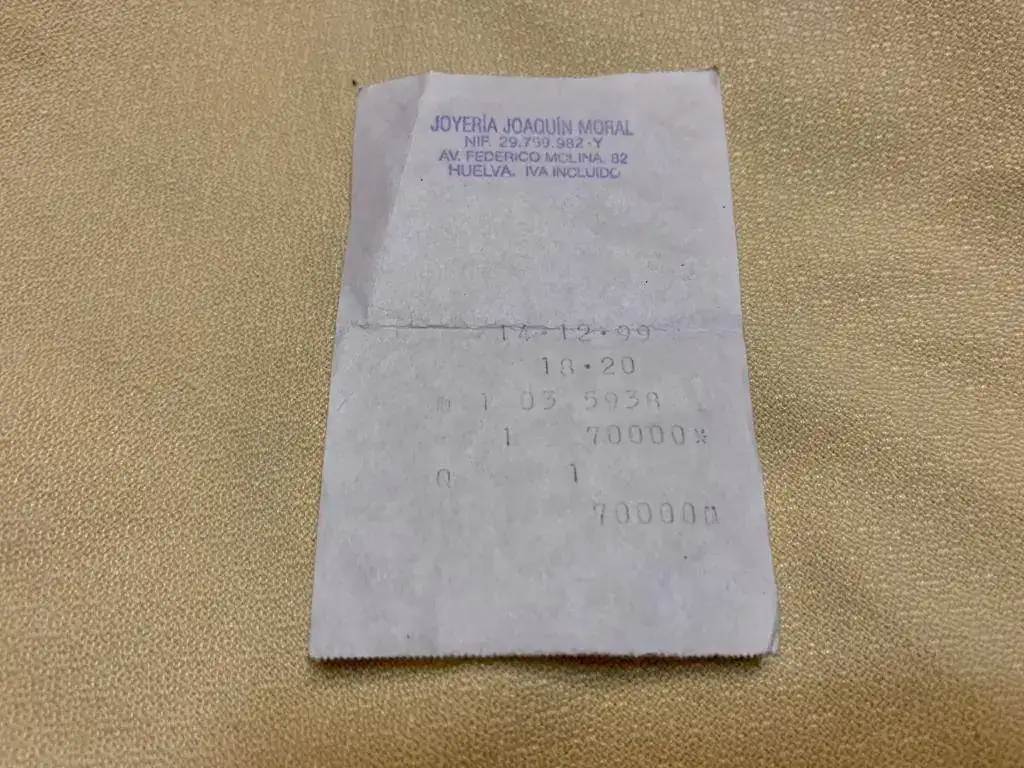 JOYERÍA JOAQUÍN MORAL
NIF. 29.759.982-Y
AV. FEDERICO MOLINA, 82
HUELVA. IVA INCLUIDO
14·12·99
18·20
1 03 5938
1 70000*
Q 1
70000